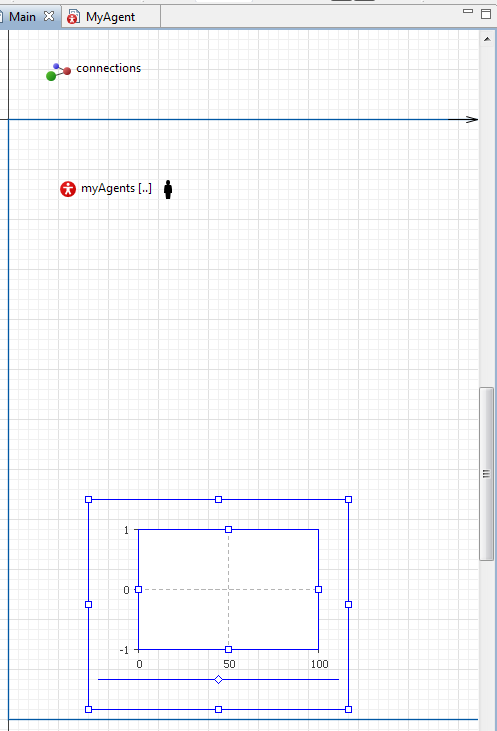 Main MyAgent
connections
myAgents [..]
1
0
-1
0 50 100